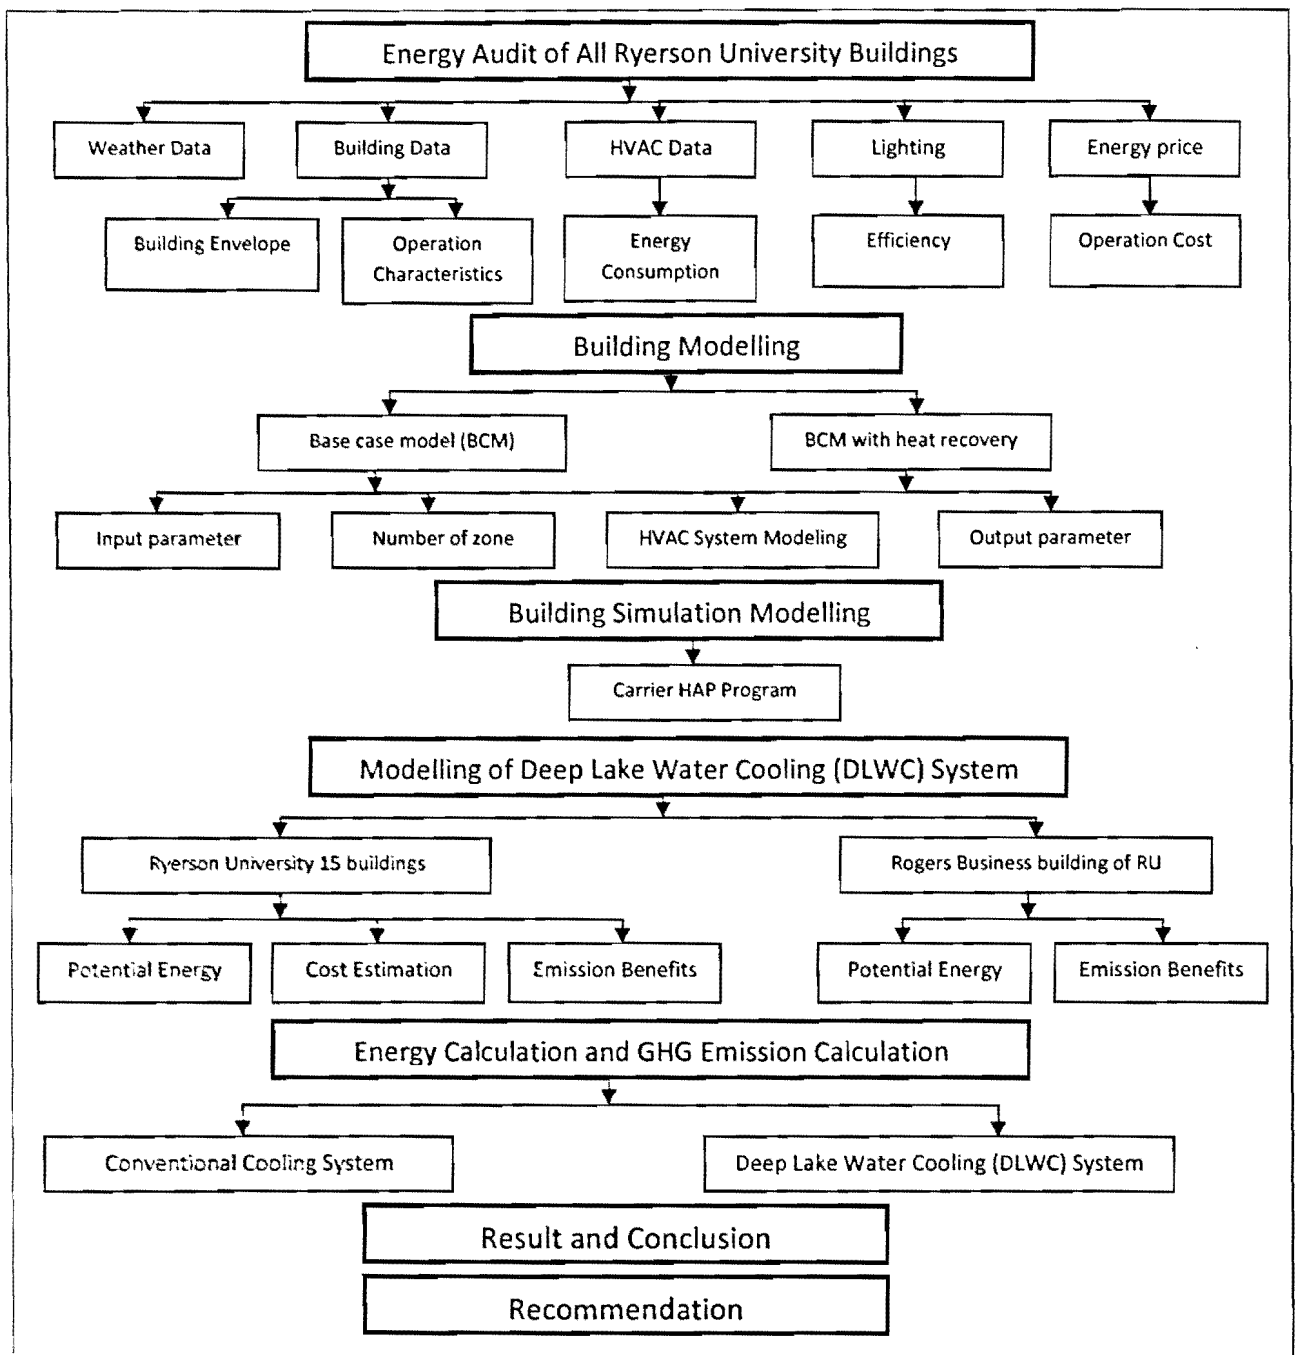 Energy Audit of All Ryerson University Buildings
Weather Data
Building Data
HVAC Data
Lighting
Energy price
Building Envelope
Operation
Characteristics
Energy
Consumption
Efficiency
Operation Cost
Building Modelling
Base case model (BCM)
BCM with heat recovery
Input parameter
Number of zone
HVAC System Modeling
Output parameter
Building Simulation Modelling
Carrier HAP Program
Modelling of Deep Lake Water Cooling (DLWC) System
Ryerson University 15 buildings
Rogers Business building of RU
Potential Energy
Cost Estimation
Emission Benefits
Potential Energy
Emission Benefits
Energy Calculation and GHG Emission Calculation
Conventional Cooling System
Deep Lake Water Cooling (DLWC) System
Result and Conclusion
Recommendation